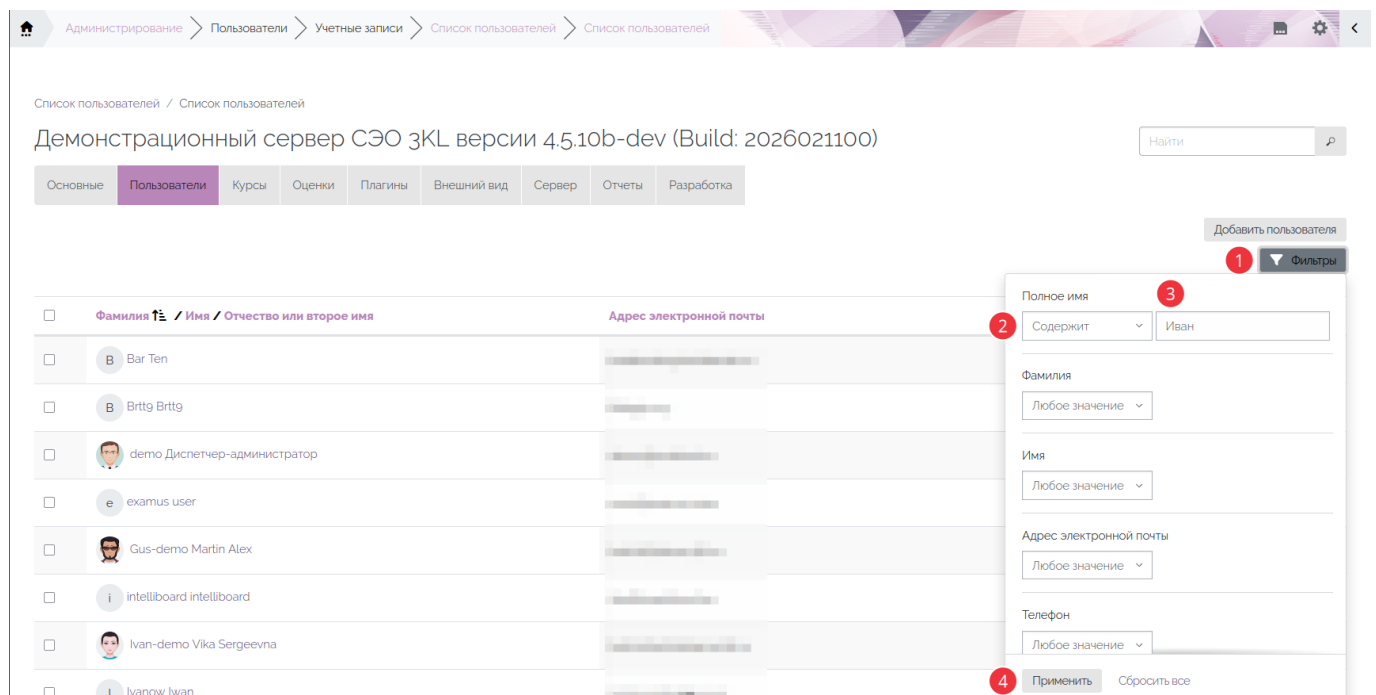 Администрирование Пользователи Учетные записи Список пользователей Список пользователей
Список пользователей / Список пользователей
Демонстрационный сервер СЭО 3KL версии 4.5.10b-dev (Build: 2026021100)
Найти
Основные Пользователи Курсы Оценки Плагины Внешний вид Сервер Отчеты Разработка
Добавить пользователя
1 Фильтры
Полное имя 3
2 Содержит Иван
Фамилия / Имя / Отчество или второе имя Адрес электронной почты
B Bar Ten
Фамилия
Любое значение
B Brtt9 Brtt9
demo Диспетчер-администратор
Имя
Любое значение
e examus user
Адрес электронной почты
Gus-demo Martin Alex
Любое значение
i intelliboard intelliboard
Телефон
Любое значение
Ivan-demo Vika Sergeevna
4 Применить Сбросить все
I Ivanow Iwan